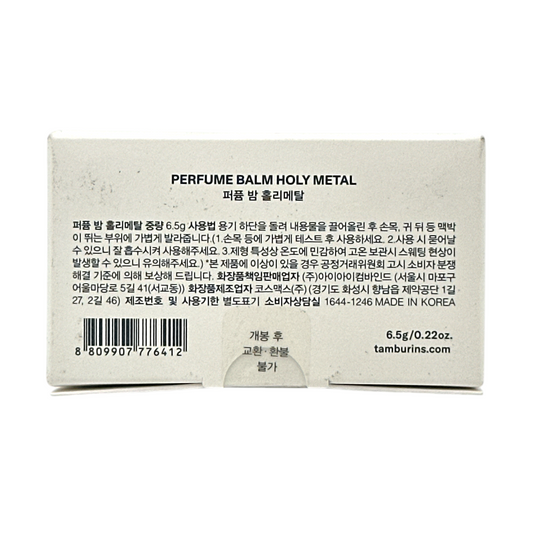 PERFUME BALM HOLY METAL
퍼퓸 밤 홀리메탈
퍼퓸 밤 홀리메탈 중량 6.5g 사용법 용기 하단을 돌려 내용물을 끌어올린 후 손목, 귀 뒤 등 맥박
이 뛰는 부위에 가볍게 발라줍니다.(1.손목 등에 가볍게 테스트 후 사용하세요. 2.사용 시 묻어날
수 있으니 잘 흡수시켜 사용해주세요. 3.제형 특성상 온도에 민감하여 고온 보관시 스웨팅 현상이
발생할 수 있으니 유의해주세요.) *본 제품에 이상이 있을 경우 공정거래위원회 고시 소비자 분쟁
해결 기준에 의해 보상해 드립니다. 화장품책임판매업자 (주)아이아이컴바인드 (서울시 마포구
어울마당로 5길 41(서교동)) 화장품제조업자 코스맥스(주) (경기도 화성시 향남읍 제약공단 1길
27, 2길 46) 제조번호 및 사용기한 별도표기 소비자상담실 1644-1246 MADE IN KOREA
8 809907 776412
개봉 후
교환 · 환불
불가
6.5g/0.22oz.
tamburins.com